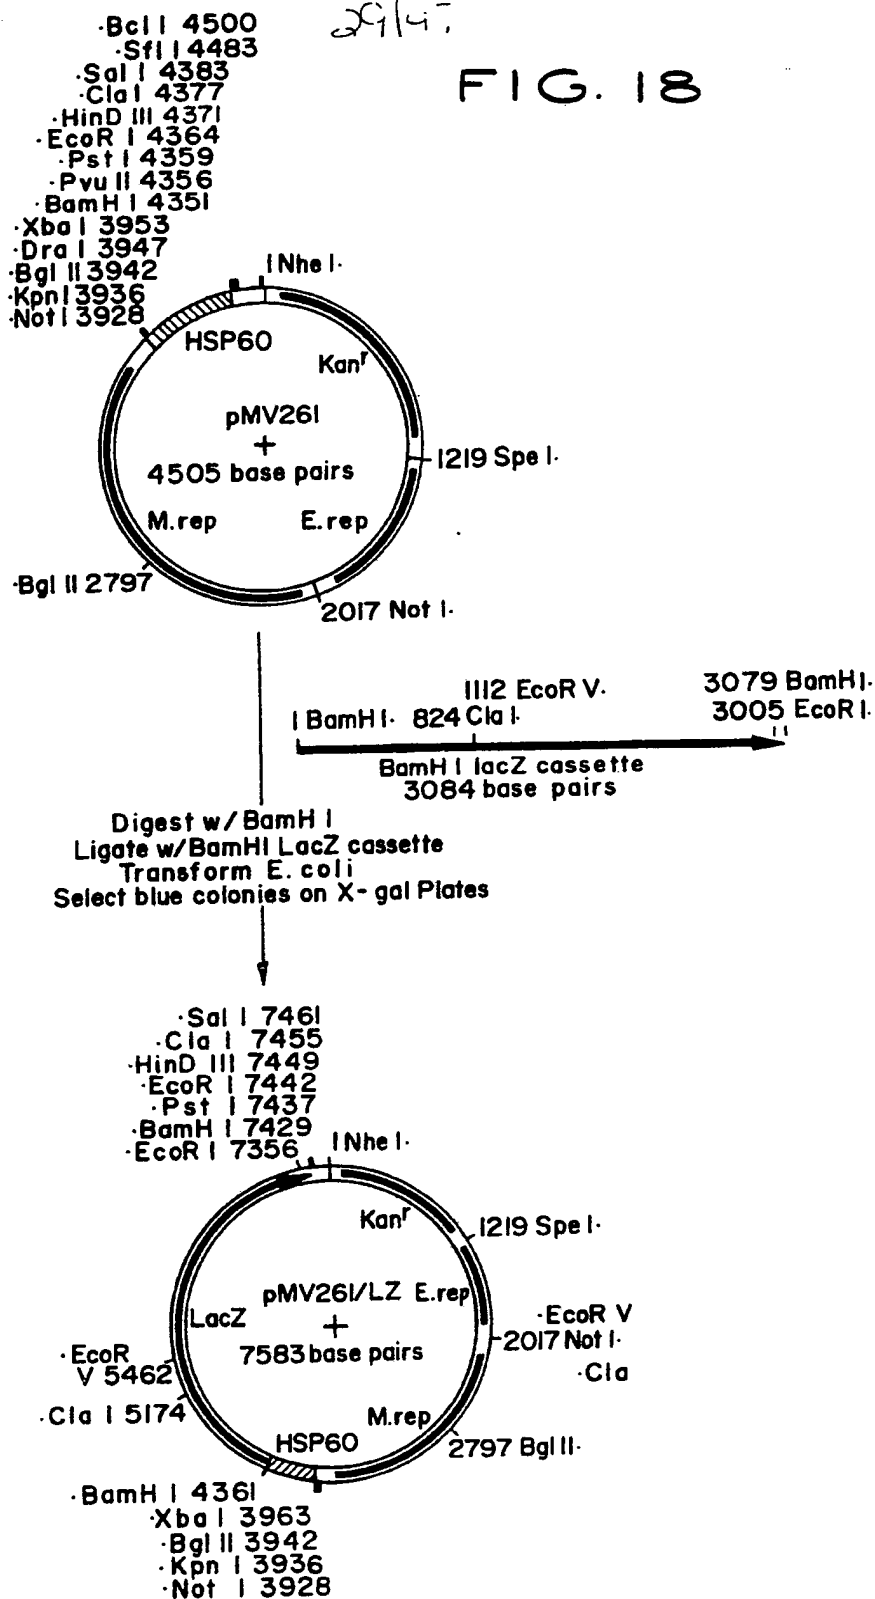 FIG. 18
·Bcl I 4500
·Sfi I 4483
·Sal I 4383
·Cla I 4377
·HinD III 4371
·EcoR I 4364
·Pst I 4359
·Pvu II 4356
·BamH I 4351
·Xba I 3953
·Dra I 3947
·Bgl II 3942
·Kpn I 3936
·Not I 3928
I Nhe I·
HSP60
Kanʳ
pMV261
+
4505 base pairs
1219 Spe I·
M.rep
E.rep
·Bgl II 2797
2017 Not I·
1112 EcoR V·
3079 BamH I·
I BamH I· 824 Cla I·
3005 EcoR I·
BamH I lacZ cassette
3084 base pairs
Digest w/BamH I
Ligate w/BamHI LacZ cassette
Transform E. coli
Select blue colonies on X-gal Plates
·Sal I 7461
·Cla I 7455
·HinD III 7449
·EcoR I 7442
·Pst I 7437
·BamH I 7429
·EcoR I 7356
I Nhe I·
Kanʳ
1219 Spe I·
pMV261/LZ
E.rep
LacZ
+
·EcoR V
7583 base pairs
2017 Not I·
·EcoR
V 5462
·Cla
·Cla I 5174
M.rep
HSP60
2797 Bgl II·
·BamH I 4361
·Xba I 3963
·Bgl II 3942
·Kpn I 3936
·Not I 3928